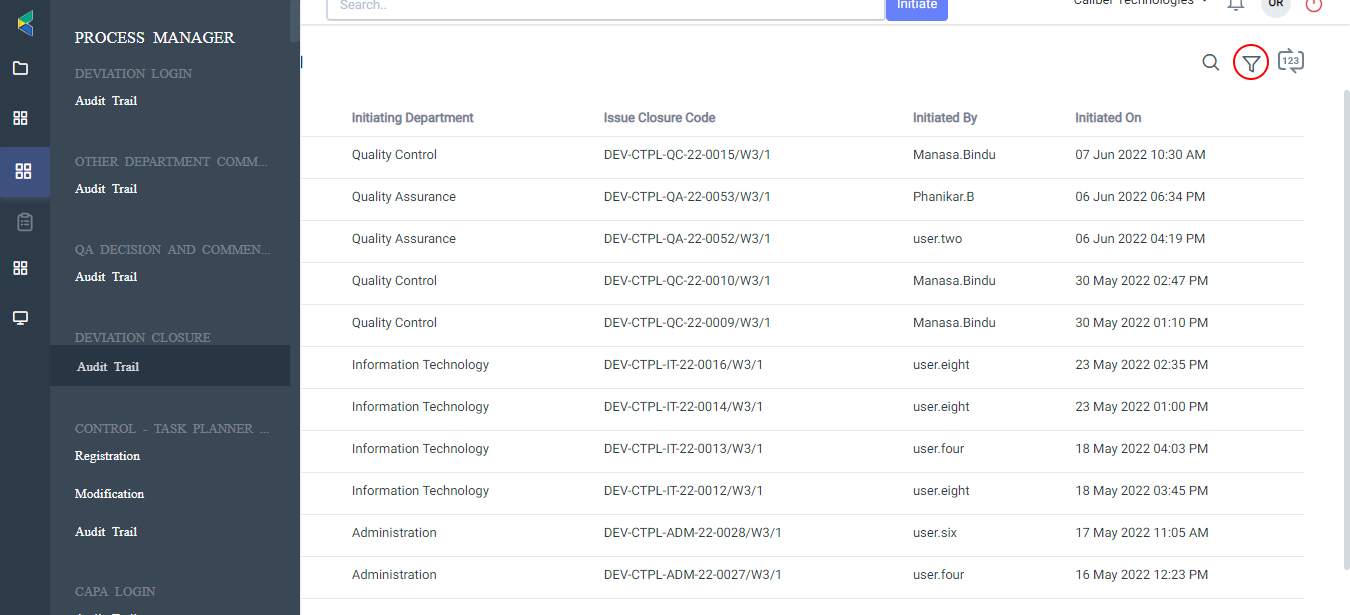 Search..
Initiate
Caliber Technologies
OR
PROCESS MANAGER
DEVIATION LOGIN
Audit Trail
OTHER DEPARTMENT COMM...
Audit Trail
QA DECISION AND COMMEN...
Audit Trail
DEVIATION CLOSURE
Audit Trail
CONTROL - TASK PLANNER ...
Registration
Modification
Audit Trail
CAPA LOGIN
Audit Trail
123
Initiating Department Issue Closure Code Initiated By Initiated On
Quality Control DEV-CTPL-QC-22-0015/W3/1 Manasa.Bindu 07 Jun 2022 10:30 AM
Quality Assurance DEV-CTPL-QA-22-0053/W3/1 Phanikar.B 06 Jun 2022 06:34 PM
Quality Assurance DEV-CTPL-QA-22-0052/W3/1 user.two 06 Jun 2022 04:19 PM
Quality Control DEV-CTPL-QC-22-0010/W3/1 Manasa.Bindu 30 May 2022 02:47 PM
Quality Control DEV-CTPL-QC-22-0009/W3/1 Manasa.Bindu 30 May 2022 01:10 PM
Information Technology DEV-CTPL-IT-22-0016/W3/1 user.eight 23 May 2022 02:35 PM
Information Technology DEV-CTPL-IT-22-0014/W3/1 user.eight 23 May 2022 01:00 PM
Information Technology DEV-CTPL-IT-22-0013/W3/1 user.four 18 May 2022 04:03 PM
Information Technology DEV-CTPL-IT-22-0012/W3/1 user.eight 18 May 2022 03:45 PM
Administration DEV-CTPL-ADM-22-0028/W3/1 user.six 17 May 2022 11:05 AM
Administration DEV-CTPL-ADM-22-0027/W3/1 user.four 16 May 2022 12:23 PM